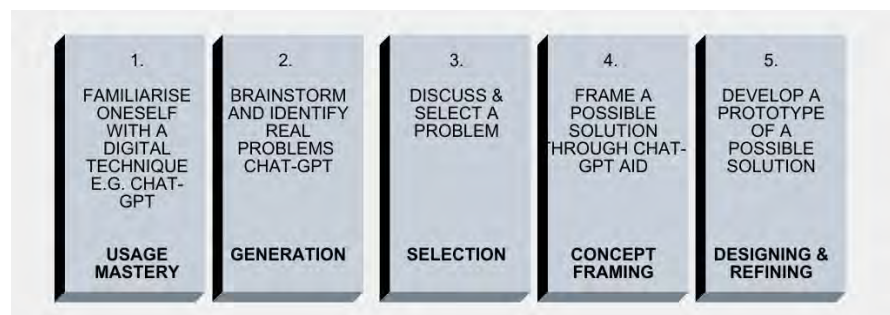 1.
FAMILIARISE
ONESELF
WITH A
DIGITAL
TECHNIQUE
E.G. CHAT-
GPT
USAGE
MASTERY
2.
BRAINSTORM
AND IDENTIFY
REAL
PROBLEMS
CHAT-GPT
GENERATION
3.
DISCUSS &
SELECT A
PROBLEM
SELECTION
4.
FRAME A
POSSIBLE
SOLUTION
THROUGH CHAT-
GPT AID
CONCEPT
FRAMING
5.
DEVELOP A
PROTOTYPE
OF A
POSSIBLE
SOLUTION
DESIGNING &
REFINING